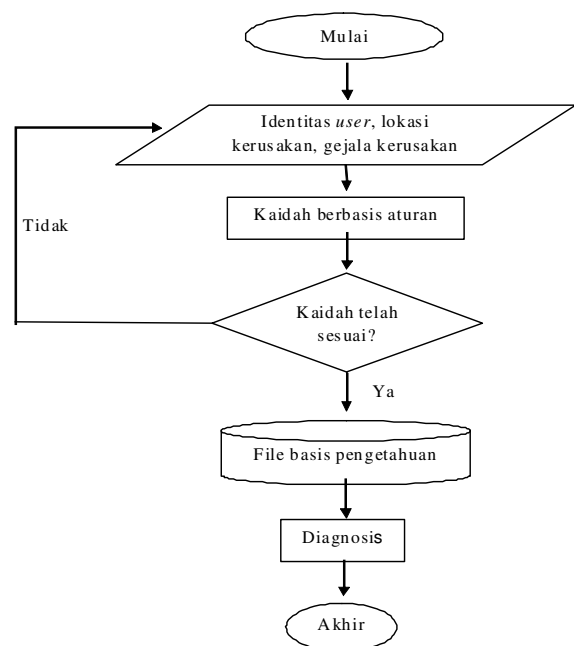 Mulai
Identitas user, lokasi
kerusakan, gejala kerusakan
Kaidah berbasis aturan
Tidak
Kaidah telah
sesuai?
Ya
File basis pengetahuan
Diagnosis
Akhir